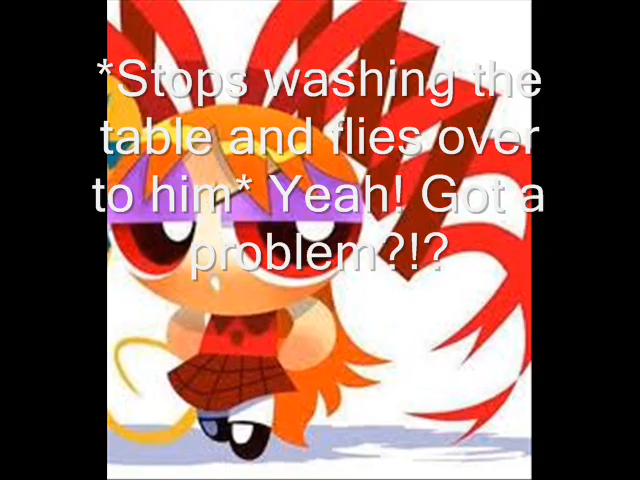 *Stops washing the
table and flies over
to him* Yeah! Got a
problem?!?